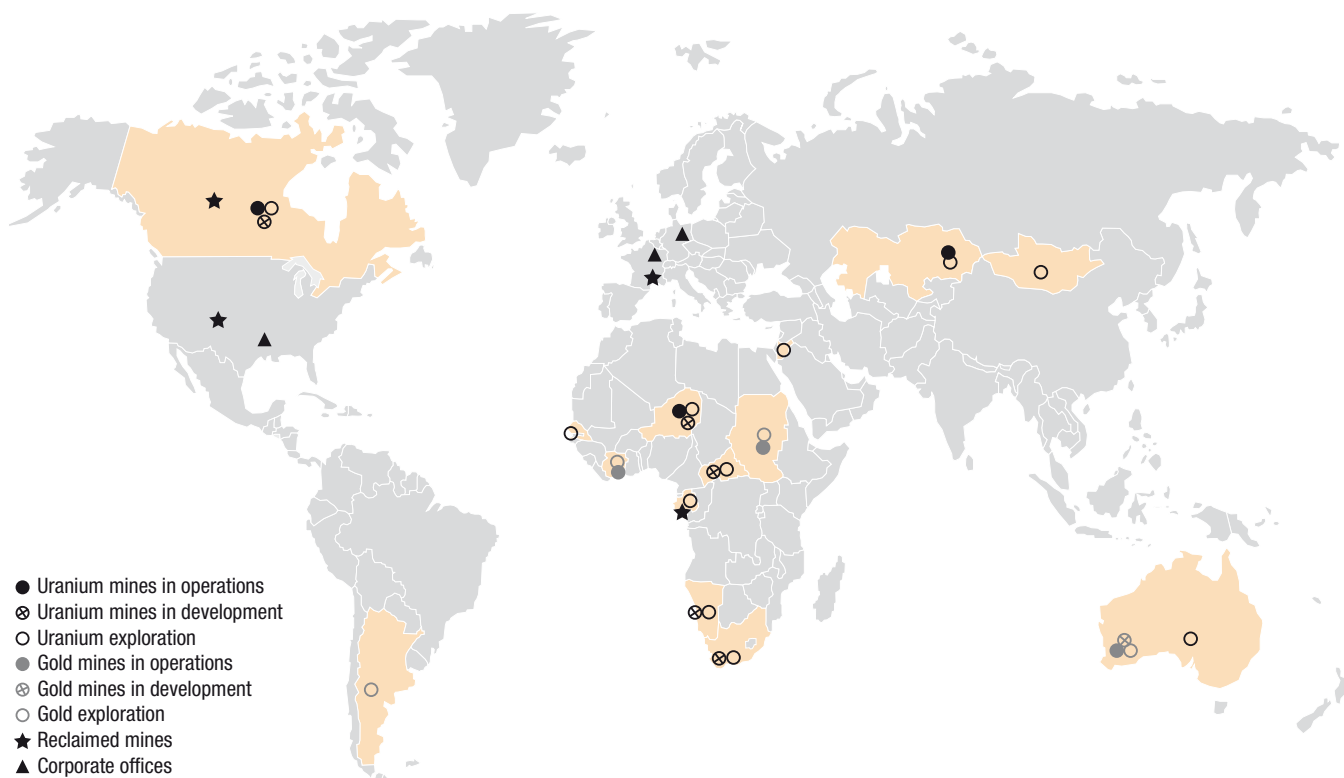 Uranium mines in operations
Uranium mines in development
Uranium exploration
Gold mines in operations
Gold mines in development
Gold exploration
Reclaimed mines
Corporate offices